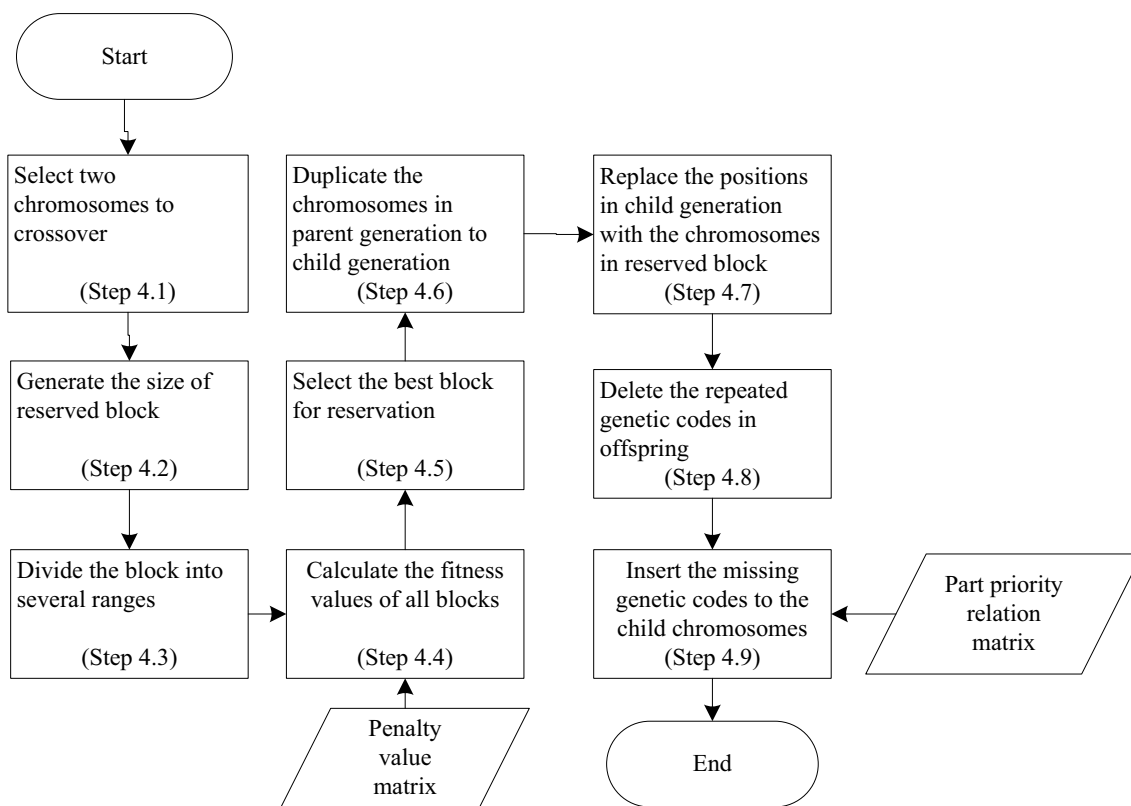 Start
Select two
chromosomes to
crossover
(Step 4.1)
Generate the size of
reserved block
(Step 4.2)
Divide the block into
several ranges
(Step 4.3)
Calculate the fitness
values of all blocks
(Step 4.4)
Penalty
value
matrix
Select the best block
for reservation
(Step 4.5)
Duplicate the
chromosomes in
parent generation to
child generation
(Step 4.6)
Replace the positions
in child generation
with the chromosomes
in reserved block
(Step 4.7)
Delete the repeated
genetic codes in
offspring
(Step 4.8)
Insert the missing
genetic codes to the
child chromosomes
(Step 4.9)
Part priority
relation
matrix
End